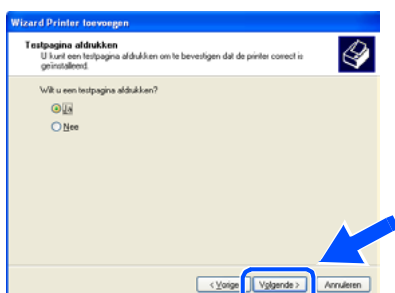 Wizard Printer toevoegen
Testpagina afdrukken
U kunt een testpagina afdrukken om te bevestigen dat de printer correct is
geïnstalleerd.
Wilt u een testpagina afdrukken?
Ja
Nee
< Vorige
Volgende >
Annuleren